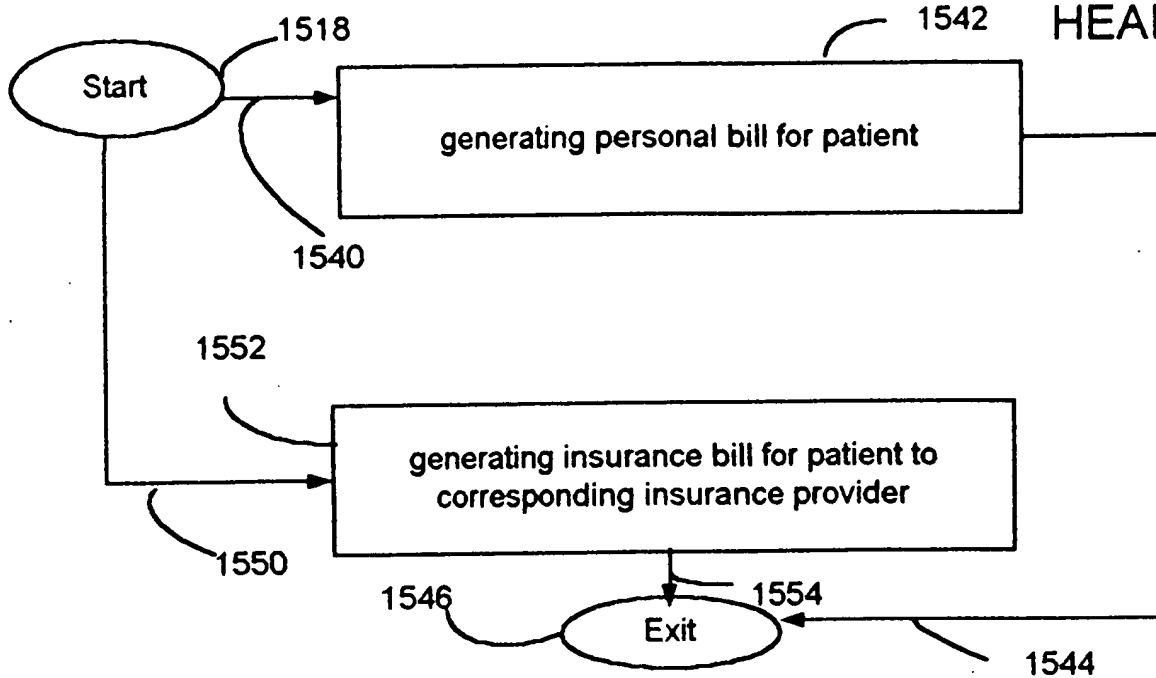 1518
1542
HEAI
Start
generating personal bill for patient
1540
1552
generating insurance bill for patient to
corresponding insurance provider
1550
1546
1554
Exit
1544